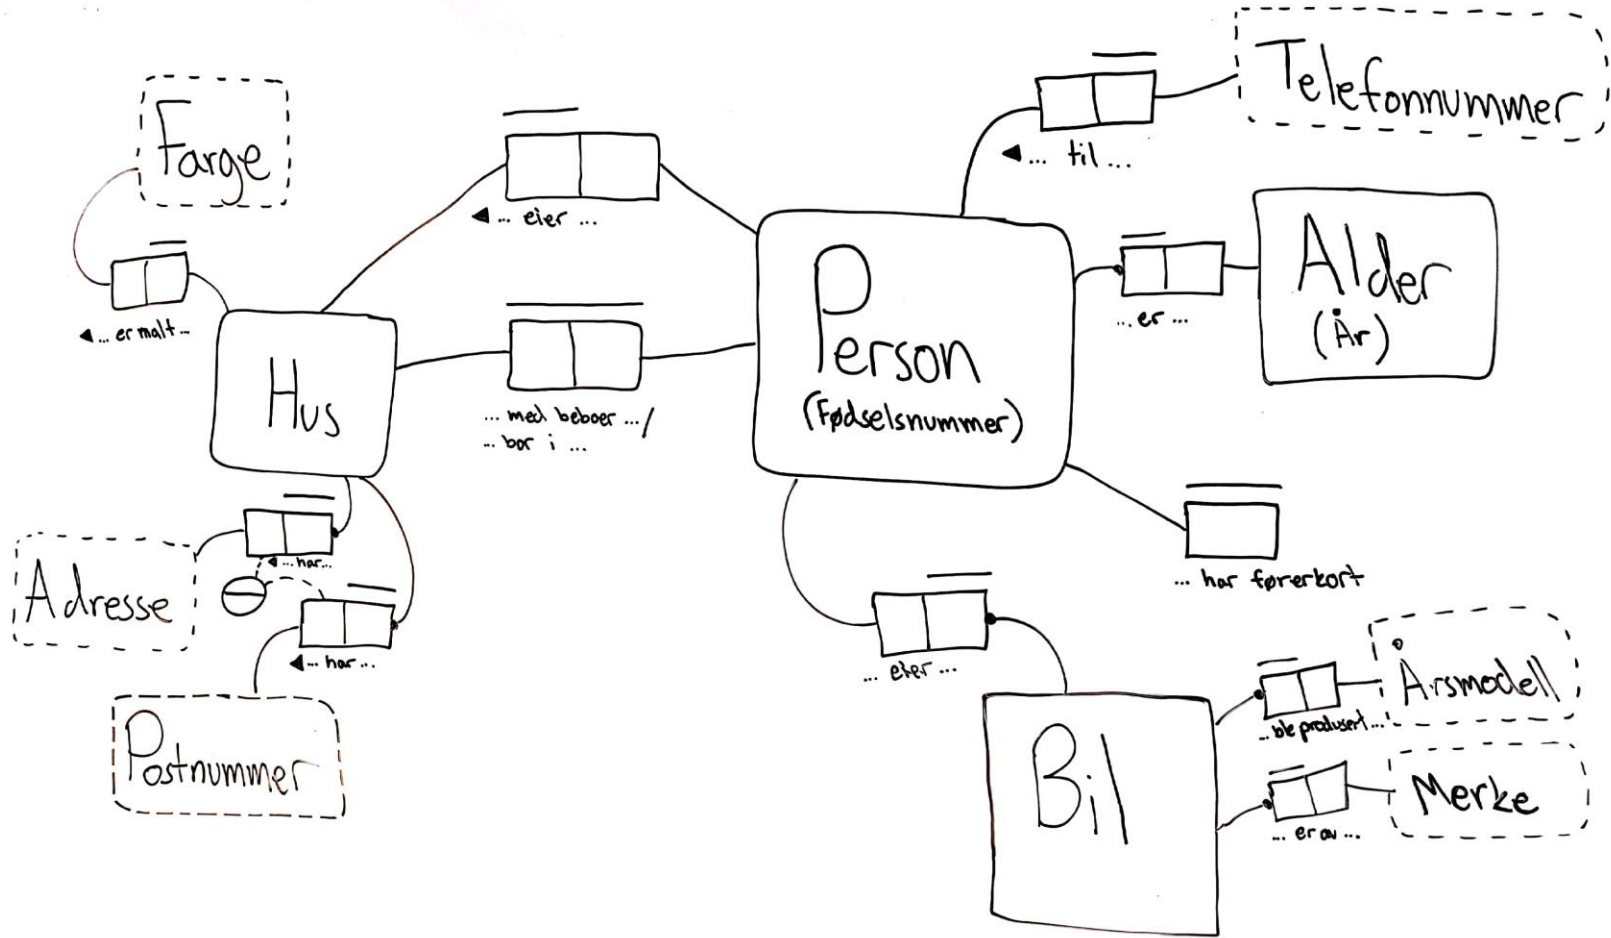 Telefonnummer
◄ ... til ...
Farge
◄ ... er malt ...
◄ ... eier ...
Person
(Fødselsnummer)
Alder
(År)
... er ...
Hus
... med beboer ... /
... bor i ...
◄ ... har ...
Adresse
◄ ... har ...
Postnummer
... har førerkort
... eier ...
Bil
Årsmodell
... ble produsert ...
Merke
... er av ...